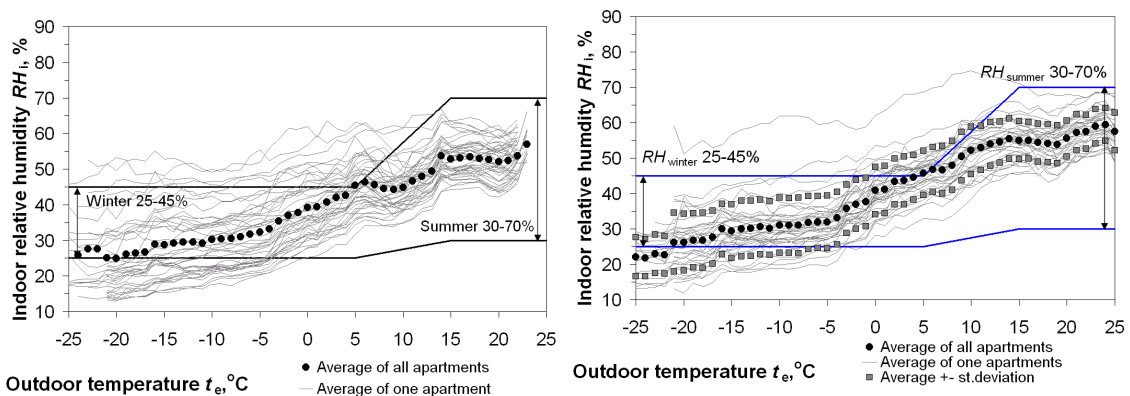 Indoor relative humidity RHi, %
90
80
70
60
50
40
30
20
10
Winter 25-45%
Summer 30-70%
-25 -20 -15 -10 -5 0 5 10 15 20 25
Outdoor temperature te,°C
Average of all apartments
Average of one apartment
Indoor relative humidity RHi, %
90
80
70
60
50
40
30
20
10
RHwinter 25-45%
RHsummer 30-70%
-25 -20 -15 -10 -5 0 5 10 15 20 25
Outdoor temperature te,°C
Average of all apartments
Average of one apartments
Average +- st.deviation